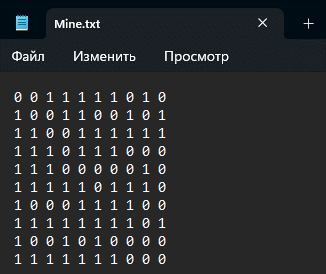 Mine.txt
Файл Изменить Просмотр
0 0 1 1 1 1 1 0 1 0
1 0 0 1 1 0 0 1 0 1
1 1 0 0 1 1 1 1 1 1
1 1 1 0 1 1 1 0 0 0
1 1 1 0 0 0 0 0 1 0
1 1 1 1 1 0 1 1 1 0
1 0 0 0 1 1 1 1 0 0
1 1 1 1 1 1 1 1 0 1
1 0 0 1 0 1 0 0 0 0
1 1 1 1 1 1 1 0 0 0